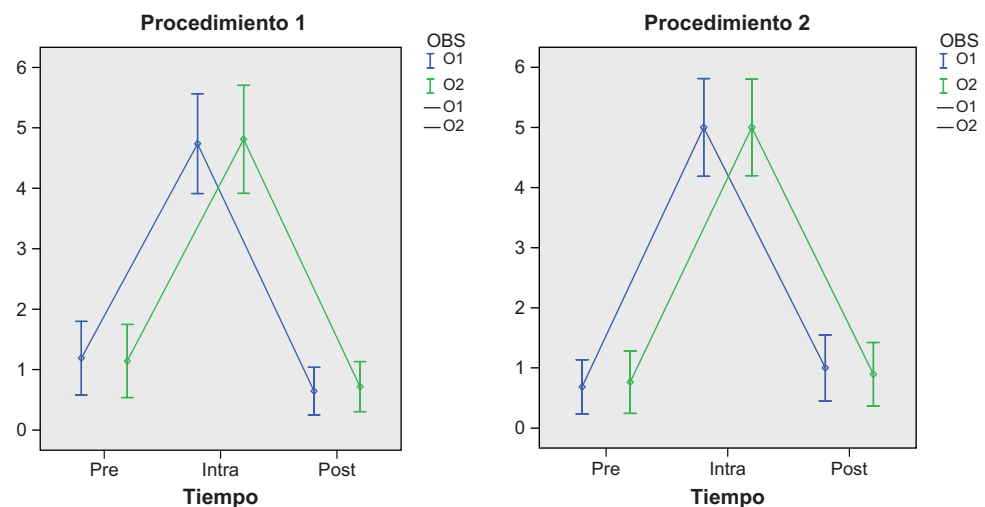 Procedimiento 1
OBS
O1
O2
O1
O2
6
5
4
3
2
1
0
Pre Intra Post
Tiempo
Procedimiento 2
OBS
O1
O2
O1
O2
6
5
4
3
2
1
0
Pre Intra Post
Tiempo